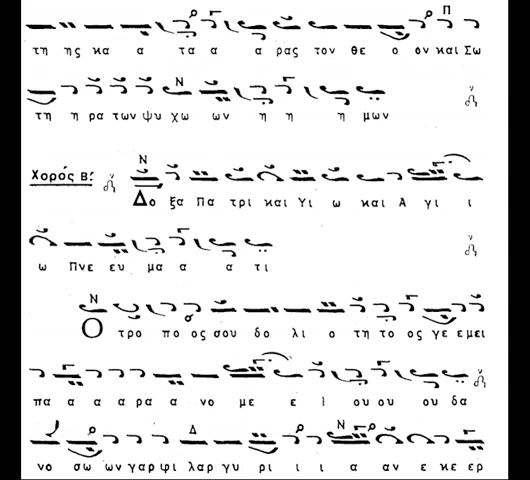 τη ης κα α τα α α ρας τον θε ο ον και Σω
τη η ρα των ψυ χω ων η η η μων
Χορός Β: Δο ξα Πα τρι και Υι ω και Α γι ι
ω Πνε ευ μα α α τι
Ο τρο πο ος σου δο λι ο τη το ος γε εμει
πα α α α ρα α νο με ε Ι ου ου ου δα
νο σω ων γαρ φι λαρ γυ ρι ι ι α αν ε κε ερ